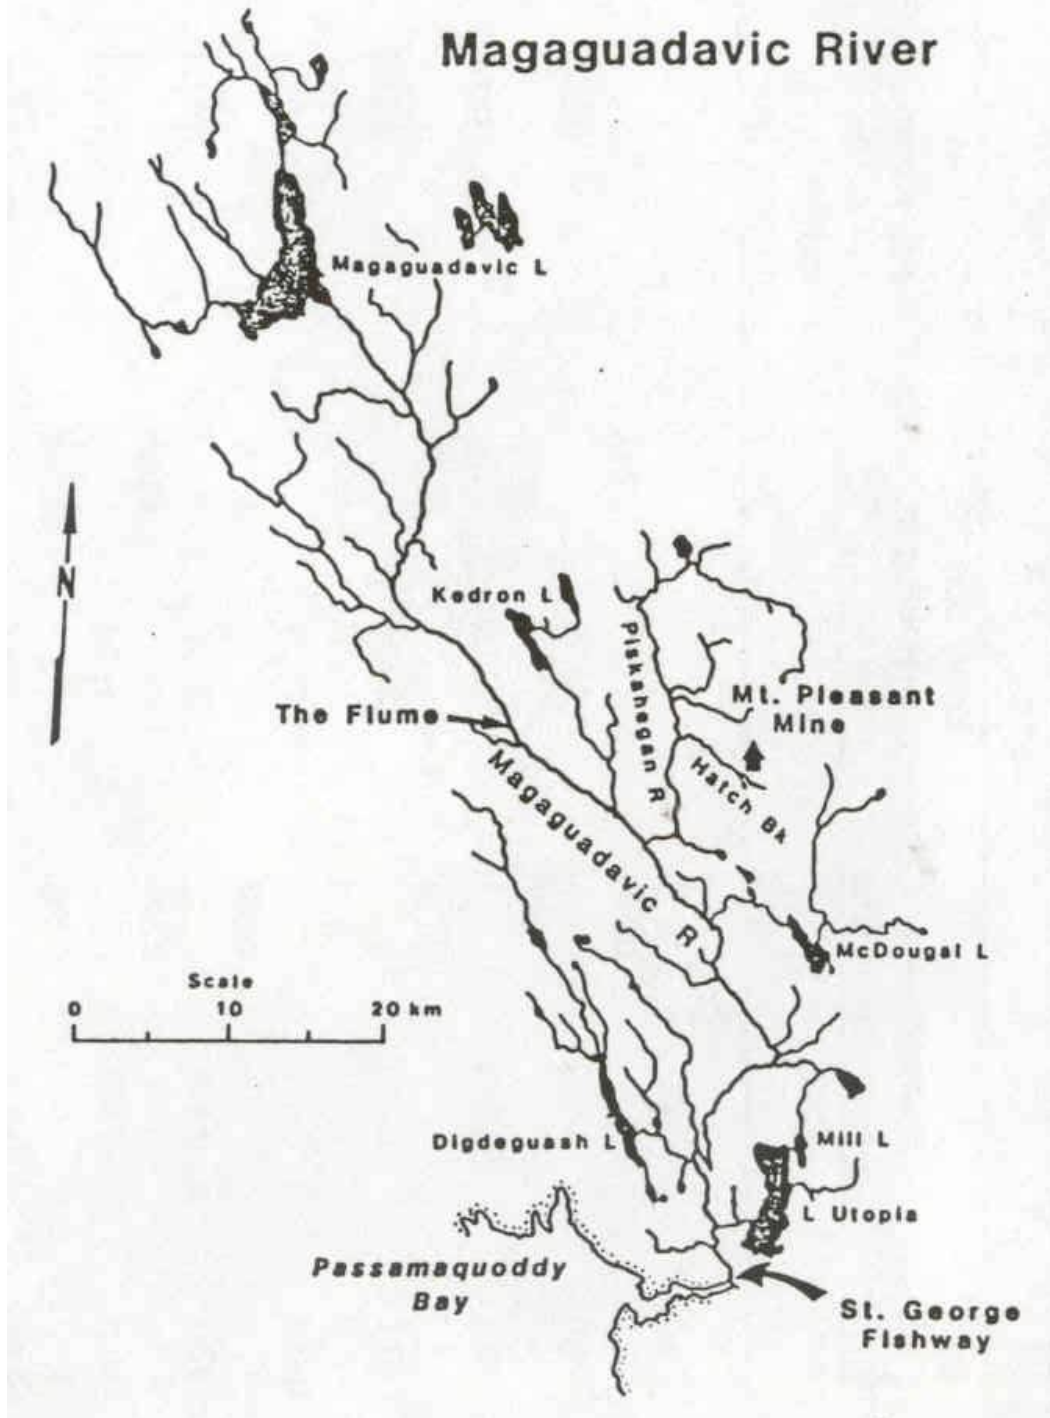 Magaguadavic River
Magaguadavic L
N
Kedron L
Piskahegan R
Mt. Pleasant
Mine
The Flume
Hatch Bk
Magaguadavic R
McDougal L
Scale
0 10 20 km
Digdeguash L
Mill L
L Utopia
Passamaquoddy
Bay
St. George
Fishway